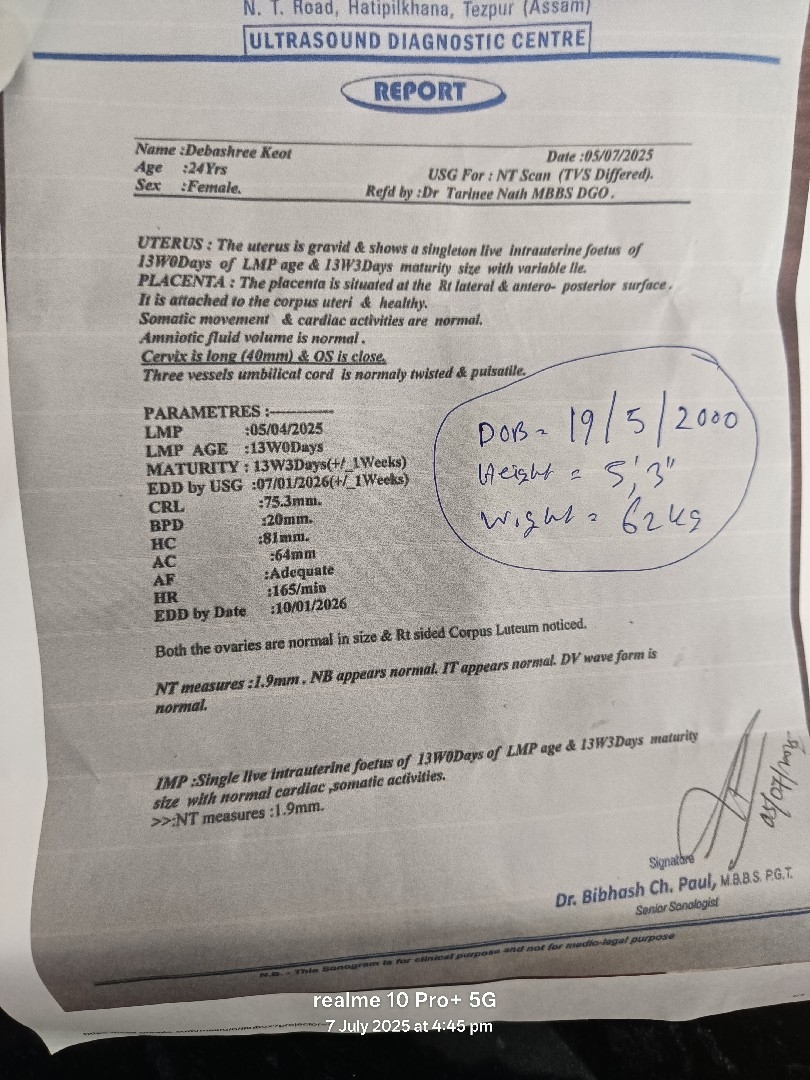 N. T. Road, Hatipilkhana, Tezpur (Assam)
ULTRASOUND DIAGNOSTIC CENTRE
REPORT
Name :Debashree Keot
Date :05/07/2025
Age :24Yrs
USG For : NT Scan (TVS Differed).
Sex :Female.
Refd by :Dr Tarinee Nath MBBS DGO .
UTERUS : The uterus is gravid & shows a singleton live intrauterine foetus of
13W0Days of LMP age & 13W3Days maturity size with variable lie.
PLACENTA : The placenta is situated at the Rt lateral & antero- posterior surface .
It is attached to the corpus uteri & healthy.
Somatic movement & cardiac activities are normal.
Amniotic fluid volume is normal .
Cervix is long (40mm) & OS is close.
Three vessels umbilical cord is normaly twisted & pulsatile.
PARAMETRES :-----------
LMP :05/04/2025
LMP AGE :13W0Days
MATURITY : 13W3Days(+/_1Weeks)
EDD by USG :07/01/2026(+/_1Weeks)
CRL :75.3mm.
BPD :20mm.
HC :81mm.
AC :64mm
AF :Adequate
HR :165/min
EDD by Date :10/01/2026
DOB = 19/5/2000
Height = 5',3"
Wight = 62kg
Both the ovaries are normal in size & Rt sided Corpus Luteum noticed.
NT measures :1.9mm . NB appears normal. IT appears normal. DV wave form is
normal.
IMP :Single live intrauterine foetus of 13W0Days of LMP age & 13W3Days maturity
size with normal cardiac ,somatic activities.
>>:NT measures :1.9mm.
Signature
Dr. Bibhash Ch. Paul, M.B.B.S. P.G.T.
Senior Sonologist
N.B. - This Sonogram is for clinical purpose and not for medio-legal purpose
realme 10 Pro+ 5G
7 July 2025 at 4:45 pm